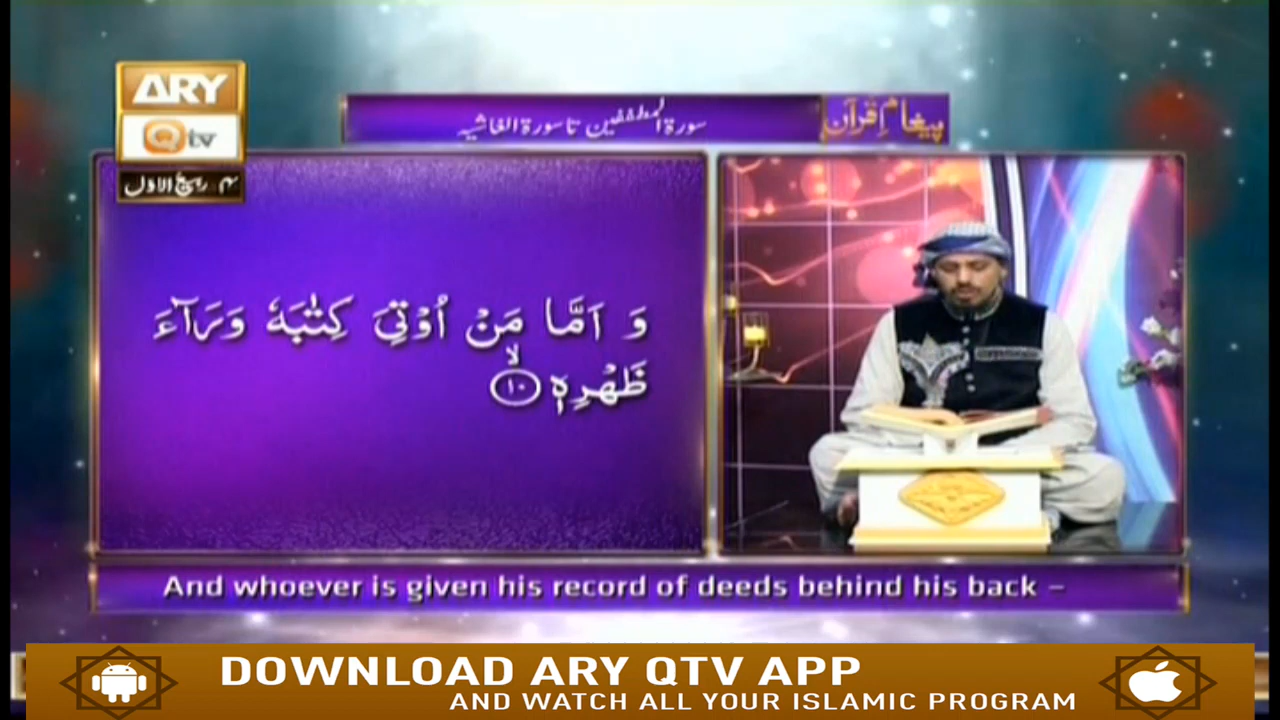 ARY
Qtv
۴ ربیع الاول
پیغام قرآن
سورۃ المطففین تا سورۃ الغاشیہ
وَ اَمَّا مَنْ اُوْتِیَ كِتٰبَهٗ وَرَآءَ
ظَهْرِهٖۙ۝۱۰
And whoever is given his record of deeds behind his back –
DOWNLOAD ARY QTV APP
AND WATCH ALL YOUR ISLAMIC PROGRAM